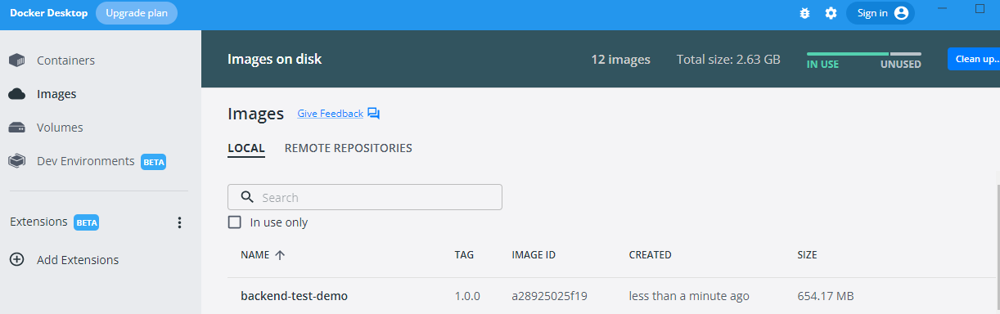 Docker Desktop Upgrade plan Sign in
Containers
Images
Volumes
Dev Environments BETA
Extensions BETA
Add Extensions
Images on disk 12 images Total size: 2.63 GB IN USE UNUSED Clean up..
Images Give Feedback
LOCAL REMOTE REPOSITORIES
Search
In use only
NAME TAG IMAGE ID CREATED SIZE
backend-test-demo 1.0.0 a28925025f19 less than a minute ago 654.17 MB